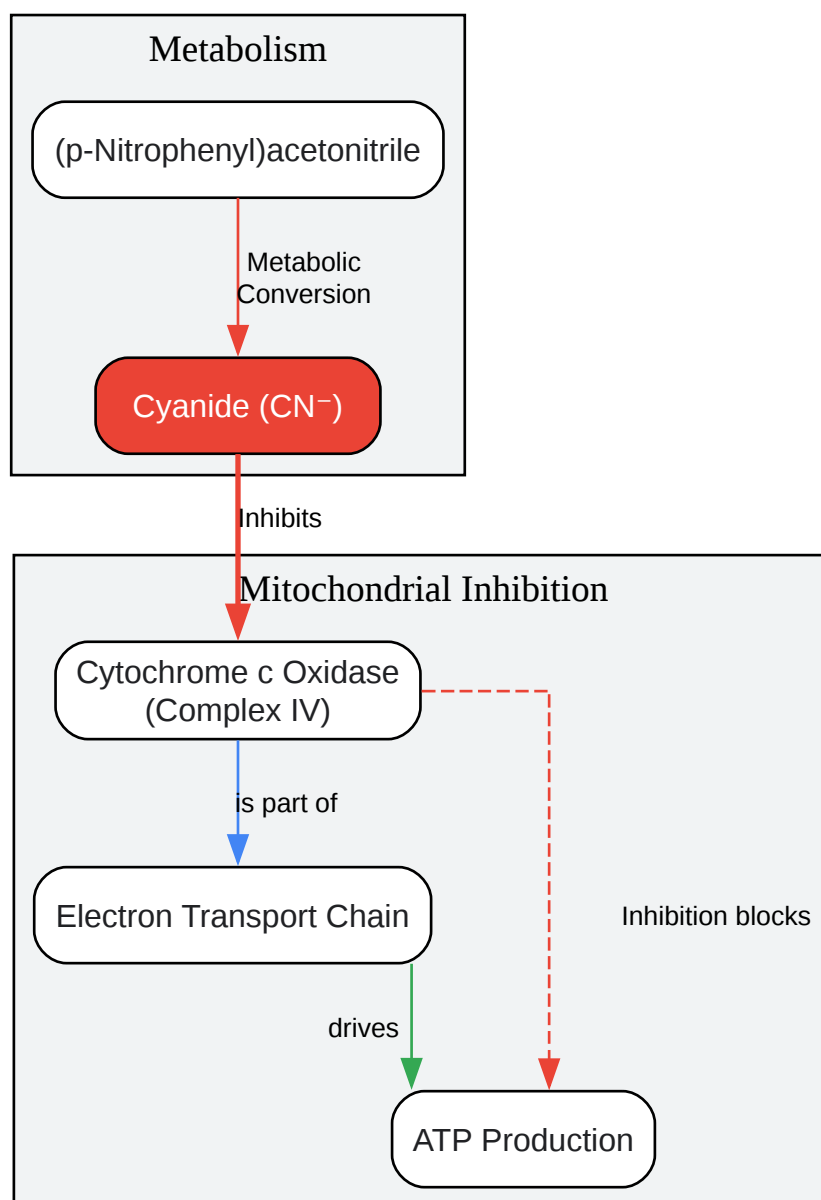 Metabolism
(p-Nitrophenyl)acetonitrile
Metabolic
Conversion
Cyanide (CN⁻)
Inhibits
Mitochondrial Inhibition
Cytochrome c Oxidase
(Complex IV)
is part of
Electron Transport Chain
Inhibition blocks
drives
ATP Production